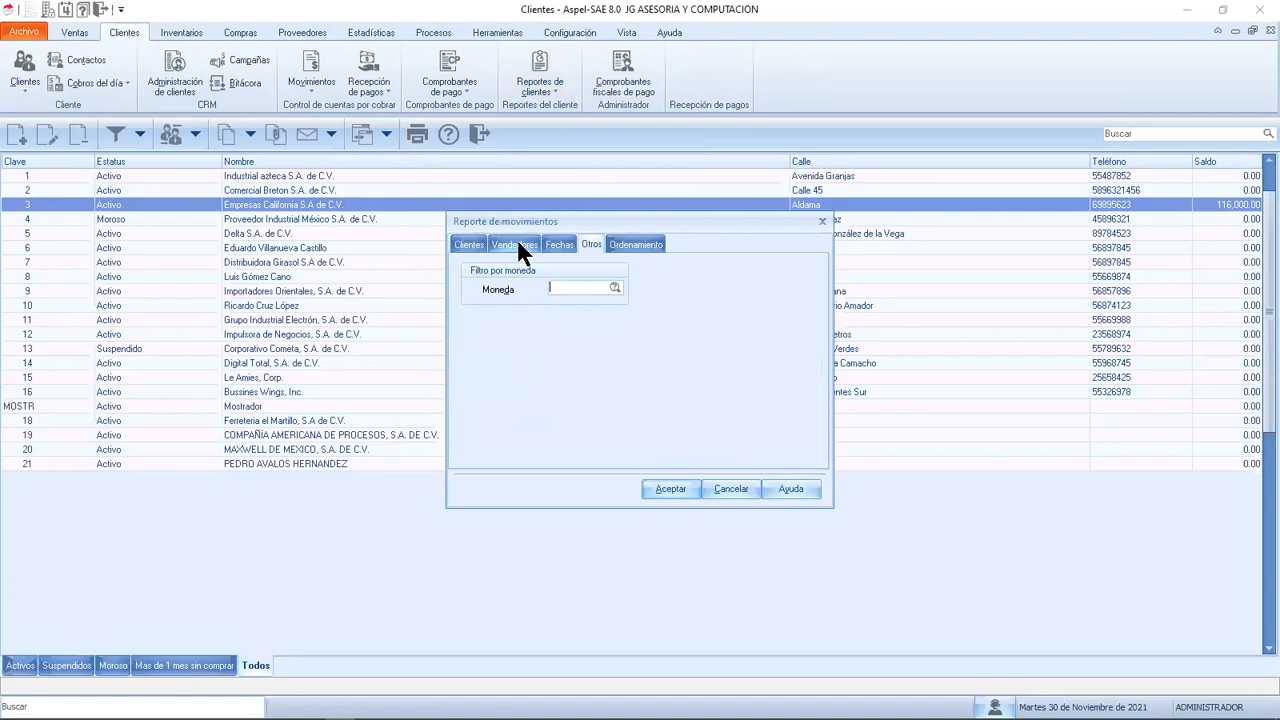 Clientes - Aspel-SAE 8.0 JG ASESORIA Y COMPUTACION
Archivo Ventas Clientes Inventarios Compras Proveedores Estadísticas Procesos Herramientas Configuración Vista Ayuda
Clientes
Contactos
Cobros del día
Cliente
Administración de clientes
Campañas
Bitácora
CRM
Movimientos
Recepción de pagos
Control de cuentas por cobrar
Comprobantes de pago
Comprobantes de pago
Reportes de clientes
Reportes del cliente
Comprobantes fiscales de pago
Administrador
Recepción de pagos
Buscar
Clave Estatus Nombre Calle Teléfono Saldo
1 Activo Industrial azteca S.A. de C.V. Avenida Granjas 55487852 0.00
2 Activo Comercial Breton S.A. de C.V. Calle 45 5896321456 0.00
3 Activo Empresas California S.A. de C.V. Aldama 69895623 116,000.00
4 Moroso Proveedor Industrial México S.A. de C.V. az 45896321 0.00
5 Activo Delta S.A. de C.V. onzález de la Vega 89784523 0.00
6 Activo Eduardo Villanueva Castillo 56897845 0.00
7 Activo Distribuidora Girasol S.A. de C.V. 56897845 0.00
8 Activo Luis Gómez Cano 55669874 0.00
9 Activo Importadores Orientales, S.A. de C.V. ana 56857896 0.00
10 Activo Ricardo Cruz López io Amador 56874123 0.00
11 Activo Grupo Industrial Electrón, S.A. de C.V. 55669988 0.00
12 Activo Impulsora de Negocios, S.A. de C.V. etros 23568974 0.00
13 Suspendido Corporativo Cometa, S.A. de C.V. Verdes 55789632 0.00
14 Activo Digital Total, S.A. de C.V. a Camacho 55968745 0.00
15 Activo Le Amies, Corp. o 25658425 0.00
16 Activo Bussines Wings, Inc. entes Sur 55326978 0.00
MOSTR Activo Mostrador 0.00
18 Activo Ferreteria el Martillo, S.A de C.V. 0.00
19 Activo COMPAÑÍA AMERICANA DE PROCESOS, S.A. DE C.V. 0.00
20 Activo MAXWELL DE MEXICO, S.A. DE C.V. 0.00
21 Activo PEDRO AVALOS HERNANDEZ 0.00
Reporte de movimientos
Clientes Vendedores Fechas Otros Ordenamiento
Filtro por moneda
Moneda
Aceptar Cancelar Ayuda
Activos Suspendidos Moroso Mas de 1 mes sin comprar Todos
Buscar Martes 30 de Noviembre de 2021 ADMINISTRADOR